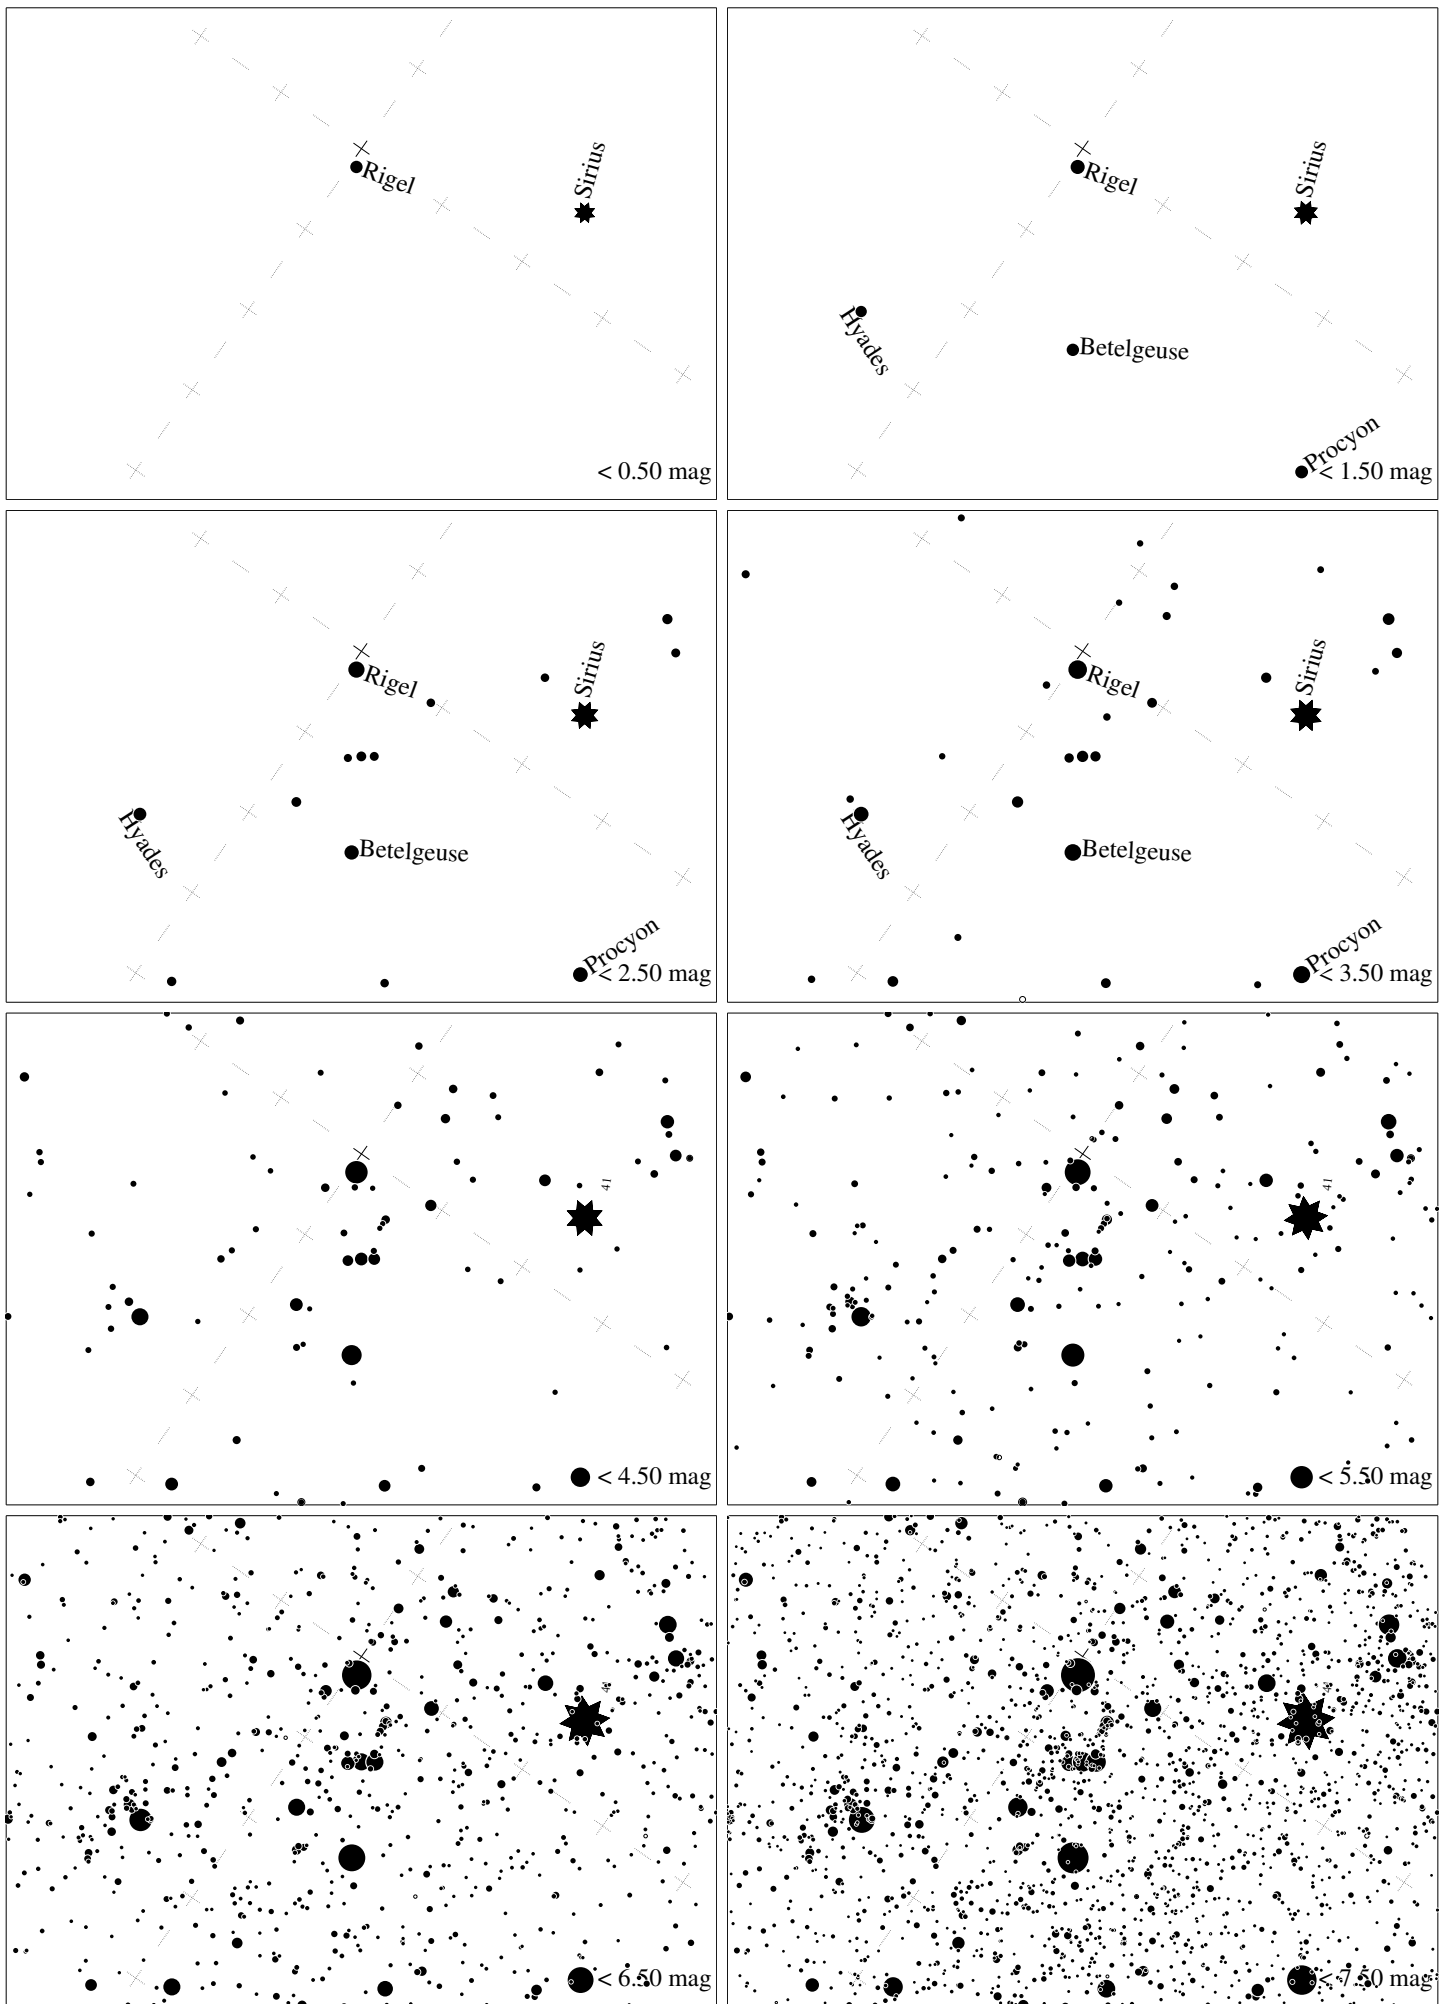 Rigel
Sirius
< 0.50 mag
Rigel
Sirius
Hyades
Betelgeuse
Procyon
< 1.50 mag
Rigel
Sirius
Hyades
Betelgeuse
Procyon
< 2.50 mag
Rigel
Sirius
Hyades
Betelgeuse
Procyon
< 3.50 mag
41
< 4.50 mag
41
< 5.50 mag
< 6.50 mag
< 7.50 mag